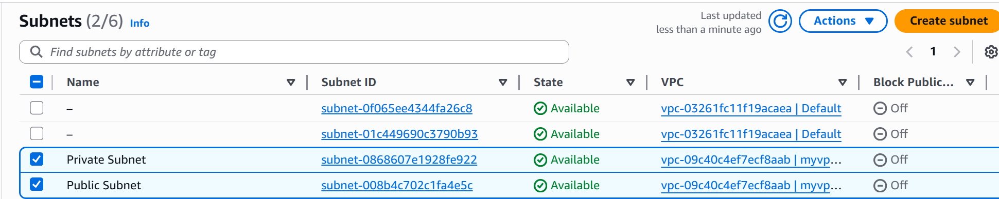 Subnets (2/6) Info
Last updated
less than a minute ago
Actions
Create subnet
Find subnets by attribute or tag
1
Name Subnet ID State VPC Block Public...
– subnet-0f065ee4344fa26c8 Available vpc-03261fc11f19acaea | Default Off
– subnet-01c449690c3790b93 Available vpc-03261fc11f19acaea | Default Off
Private Subnet subnet-0868607e1928fe922 Available vpc-09c40c4ef7ecf8aab | myvp... Off
Public Subnet subnet-008b4c702c1fa4e5c Available vpc-09c40c4ef7ecf8aab | myvp... Off